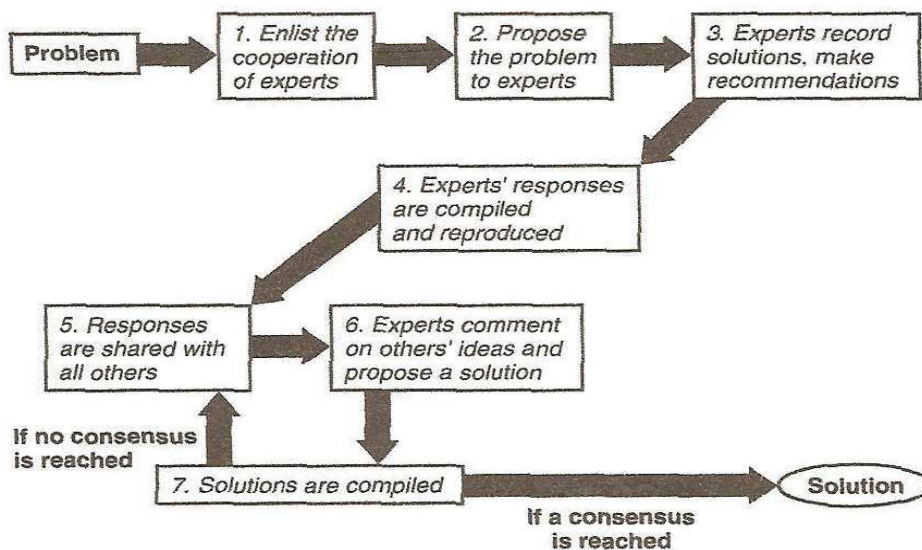 Problem
1. Enlist the
cooperation
of experts
2. Propose
the problem
to experts
3. Experts record
solutions, make
recommendations
4. Experts' responses
are compiled
and reproduced
5. Responses
are shared with
all others
6. Experts comment
on others' ideas and
propose a solution
If no consensus
is reached
7. Solutions are compiled
Solution
If a consensus
is reached